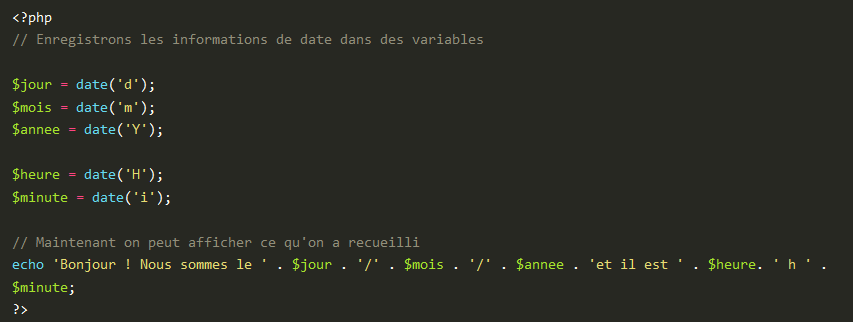 <?php
// Enregistrons les informations de date dans des variables
$jour = date('d');
$mois = date('m');
$annee = date('Y');
$heure = date('H');
$minute = date('i');
// Maintenant on peut afficher ce qu'on a recueilli
echo 'Bonjour ! Nous sommes le ' . $jour . '/' . $mois . '/' . $annee . 'et il est ' . $heure. ' h ' .
$minute;
?>